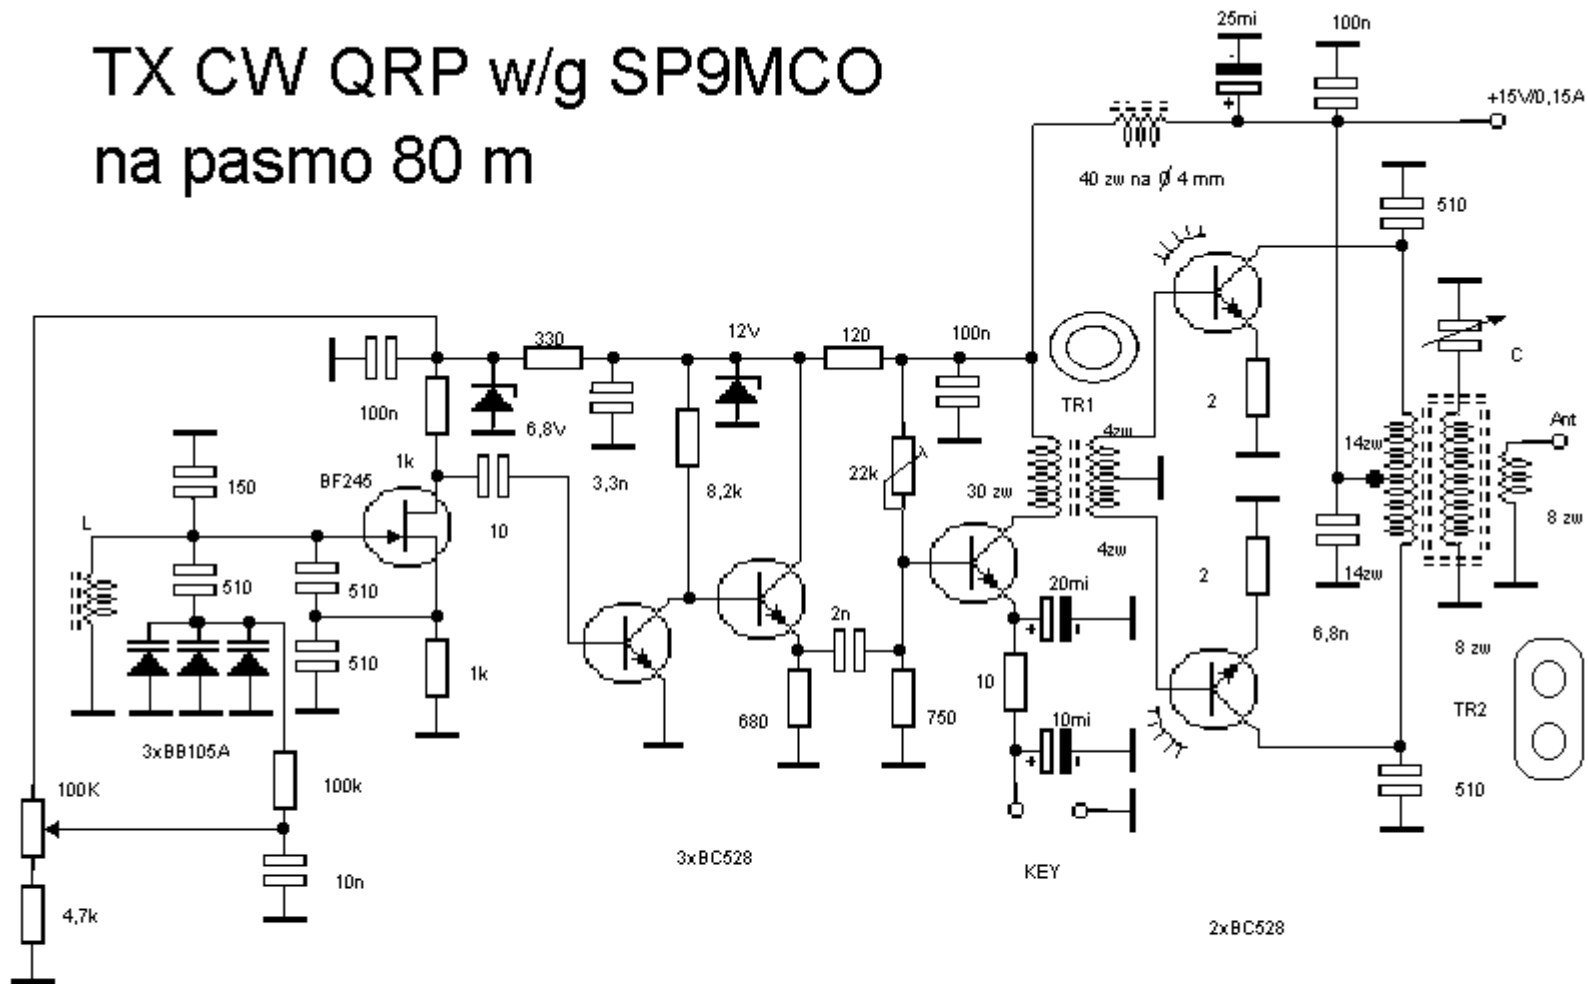 TX CW QRP w/g SP9MCO
na pasmo 80 m
25mi
100n
+15V/0,15A
40 zw na Ø 4 mm
510
330
12V
120
100n
TR1
2
C
100n
6,8V
4zw
14zw
Ant
1k
BF245
3,3n
8,2k
22k
30 zw
150
10
8 zw
L
4zw
510
510
2
14zw
20mi
2n
6,8n
510
1k
10
8 zw
3xBB105A
680
750
10mi
TR2
100K
100k
510
10n
3xBC528
KEY
4,7k
2xBC528